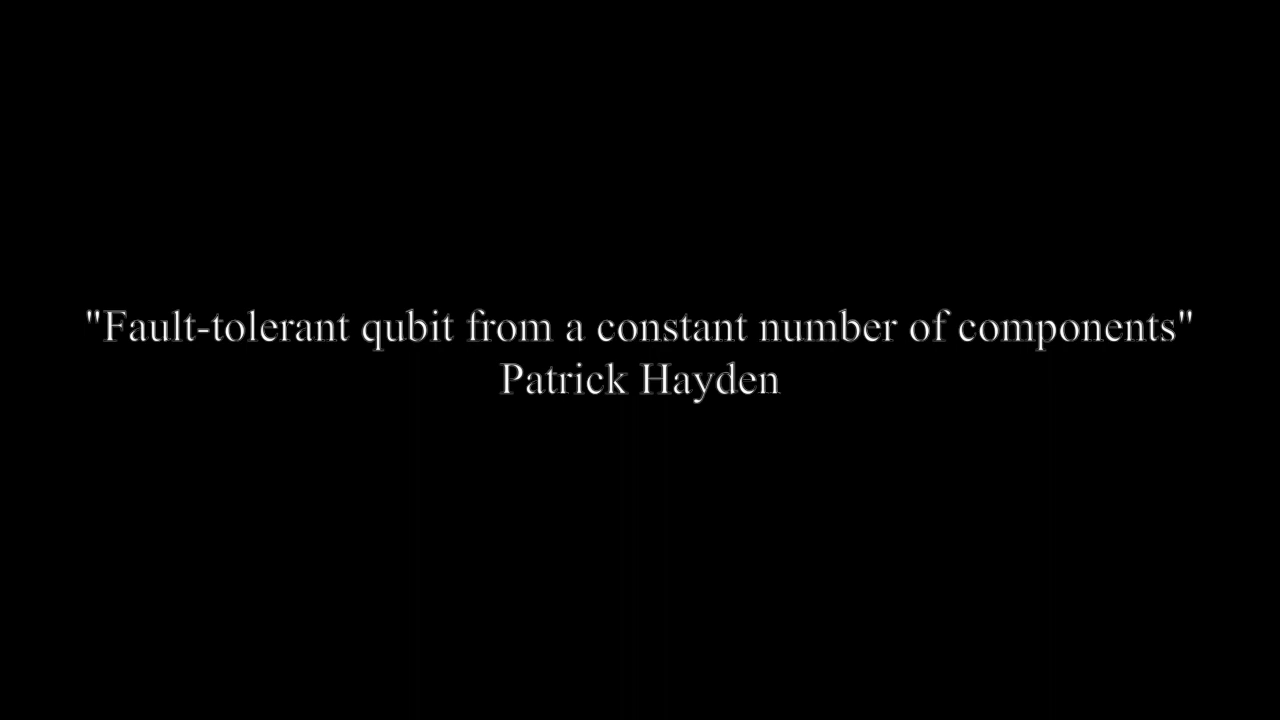 "Fault-tolerant qubit from a constant number of components"
Patrick Hayden